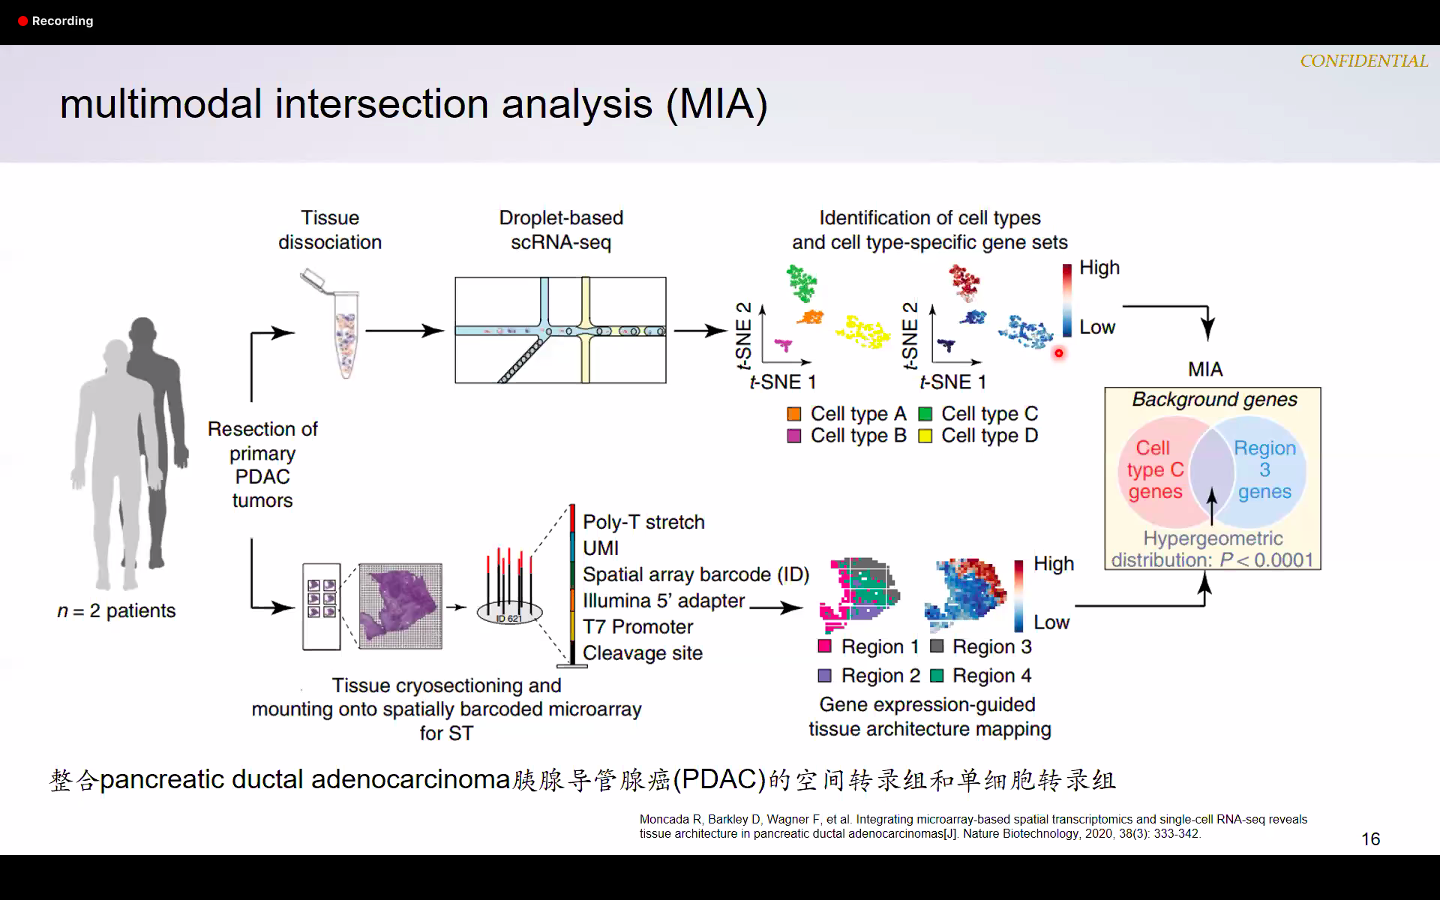 Recording
CONFIDENTIAL
multimodal intersection analysis (MIA)
Tissue
dissociation
Droplet-based
scRNA-seq
Identification of cell types
and cell type-specific gene sets
High
Low
t-SNE 2
t-SNE 1
t-SNE 2
t-SNE 1
Cell type A
Cell type C
Cell type B
Cell type D
MIA
Background genes
Cell
type C
genes
Region
3
genes
Hypergeometric
distribution: P < 0.0001
Resection of
primary
PDAC
tumors
n = 2 patients
ID 621
Poly-T stretch
UMI
Spatial array barcode (ID)
Illumina 5’ adapter
T7 Promoter
Cleavage site
Tissue cryosectioning and
mounting onto spatially barcoded microarray
for ST
High
Low
Region 1
Region 3
Region 2
Region 4
Gene expression-guided
tissue architecture mapping
整合pancreatic ductal adenocarcinoma胰腺导管腺癌(PDAC)的空间转录组和单细胞转录组
Moncada R, Barkley D, Wagner F, et al. Integrating microarray-based spatial transcriptomics and single-cell RNA-seq reveals
tissue architecture in pancreatic ductal adenocarcinomas[J]. Nature Biotechnology, 2020, 38(3): 333-342.
16